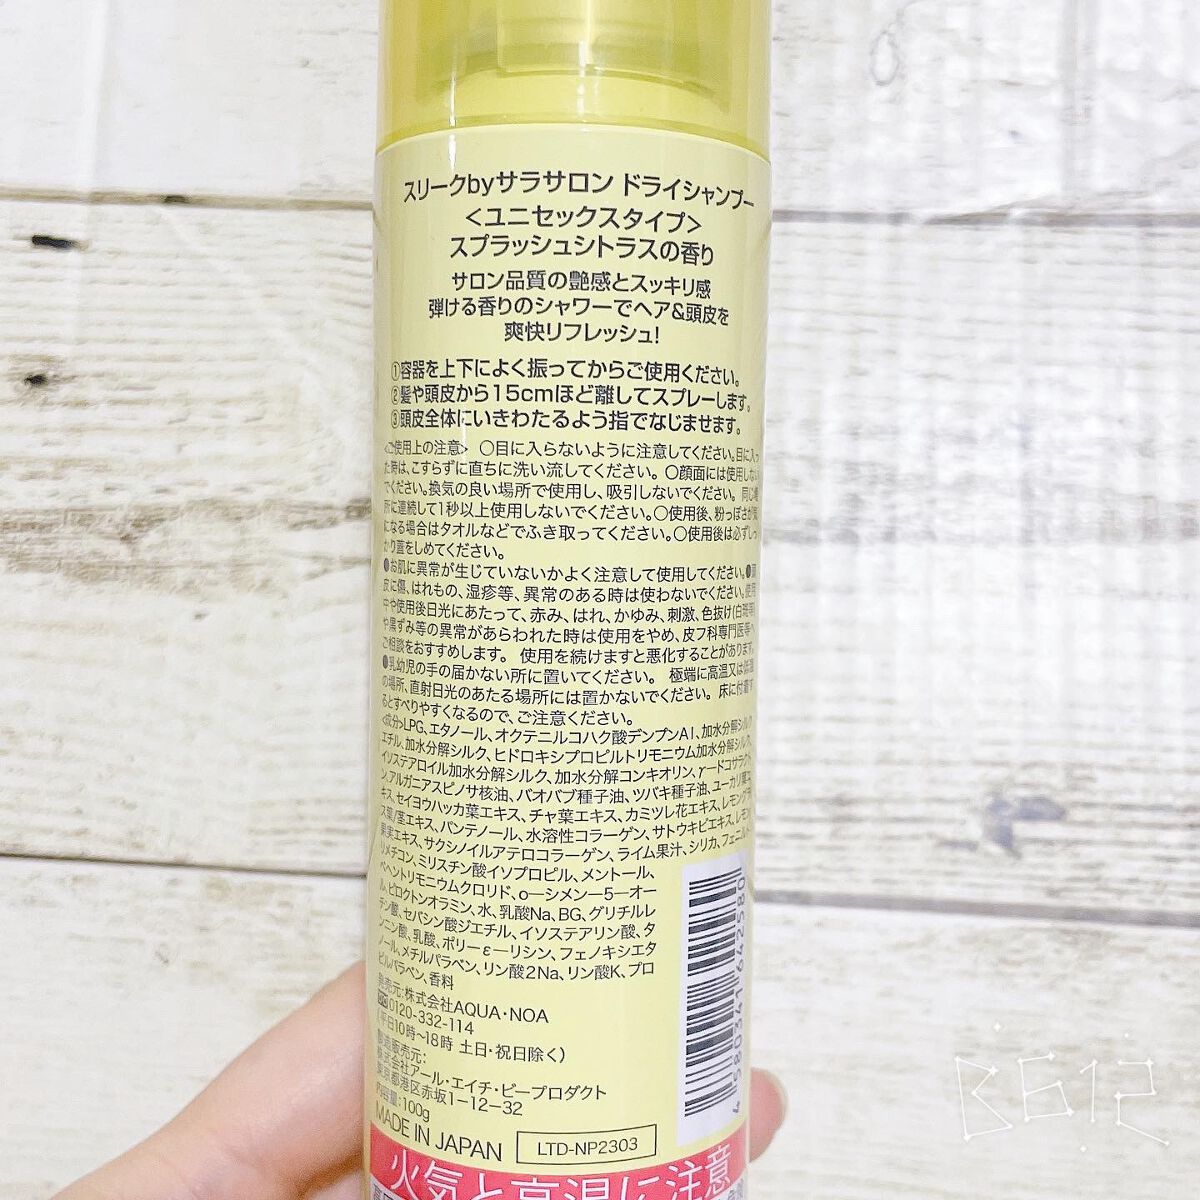 スリークbyサラサロン ドライシャンプー
<ユニセックスタイプ>
スプラッシュシトラスの香り
サロン品質の艶感とスッキリ感
弾ける香りのシャワーでヘア&頭皮を
爽快リフレッシュ!
①容器を上下によく振ってからご使用ください。
②髪や頭皮から15cmほど離してスプレーします。
③頭皮全体にいきわたるよう指でなじませます。
<ご使用上の注意> ○目に入らないように注意してください。目に入っ
た時は、こすらずに直ちに洗い流してください。○顔面には使用しない
でください。換気の良い場所で使用し、吸引しないでください。 同じ
所に連続して1秒以上使用しないでください。○使用後、粉っぽさが気
になる場合はタオルなどでふき取ってください。○使用後は必ずしっ
かり蓋をしめてください。
●お肌に異常が生じていないかよく注意して使用してください。●頭
皮に傷、はれもの、湿疹等、異常のある時は使わないでください。使用
中や使用後日光にあたって、赤み、はれ、かゆみ、刺激、色抜け(白斑等)
や黒ずみ等の異常があらわれた時は使用をやめ、皮フ科専門医等へ
ご相談をおすすめします。 使用を続けますと悪化することがあります。
●乳幼児の手の届かない所に置いてください。 極端に高温又は低温
の場所、直射日光のあたる場所には置かないでください。 床に付着す
るとすべりやすくなるので、ご注意ください。
<成分>LPG、エタノール、オクテニルコハク酸デンプンAl、加水分解シルク
エチル、加水分解シルク、ヒドロキシプロピルトリモニウム加水分解シルク、
イソステアロイル加水分解シルク、加水分解コンキオリン、γ-ドコサラクト
ン、アルガニアスピノサ核油、バオバブ種子油、ツバキ種子油、ユーカリ葉エ
キス、セイヨウハッカ葉エキス、チャ葉エキス、カミツレ花エキス、レモングラ
ス葉/茎エキス、パンテノール、水溶性コラーゲン、サトウキビエキス、レモン
果実エキス、サクシノイルアテロコラーゲン、ライム果汁、シリカ、フェニルト
リメチコン、ミリスチン酸イソプロピル、メントール、
ベヘントリモニウムクロリド、o-シメン-5-オー
ル、ピロクトンオラミン、水、乳酸Na、BG、グリチルレ
チン酸、セバシン酸ジエチル、イソステアリン酸、タ
ンニン酸、乳酸、ポリ-ε-リシン、フェノキシエタ
ノール、メチルパラベン、リン酸2Na、リン酸K、プロ
ピルパラベン、香料
発売元:株式会社AQUA・NOA
0120-332-114
(平日10時～18時 土日・祝日除く)
製造販売元:
株式会社アール・エイチ・ビープロダクト
東京都港区赤坂1-12-32
内容量:100g
MADE IN JAPAN
LTD-NP2303
4 580341 642580
火気と高温に注意
B612